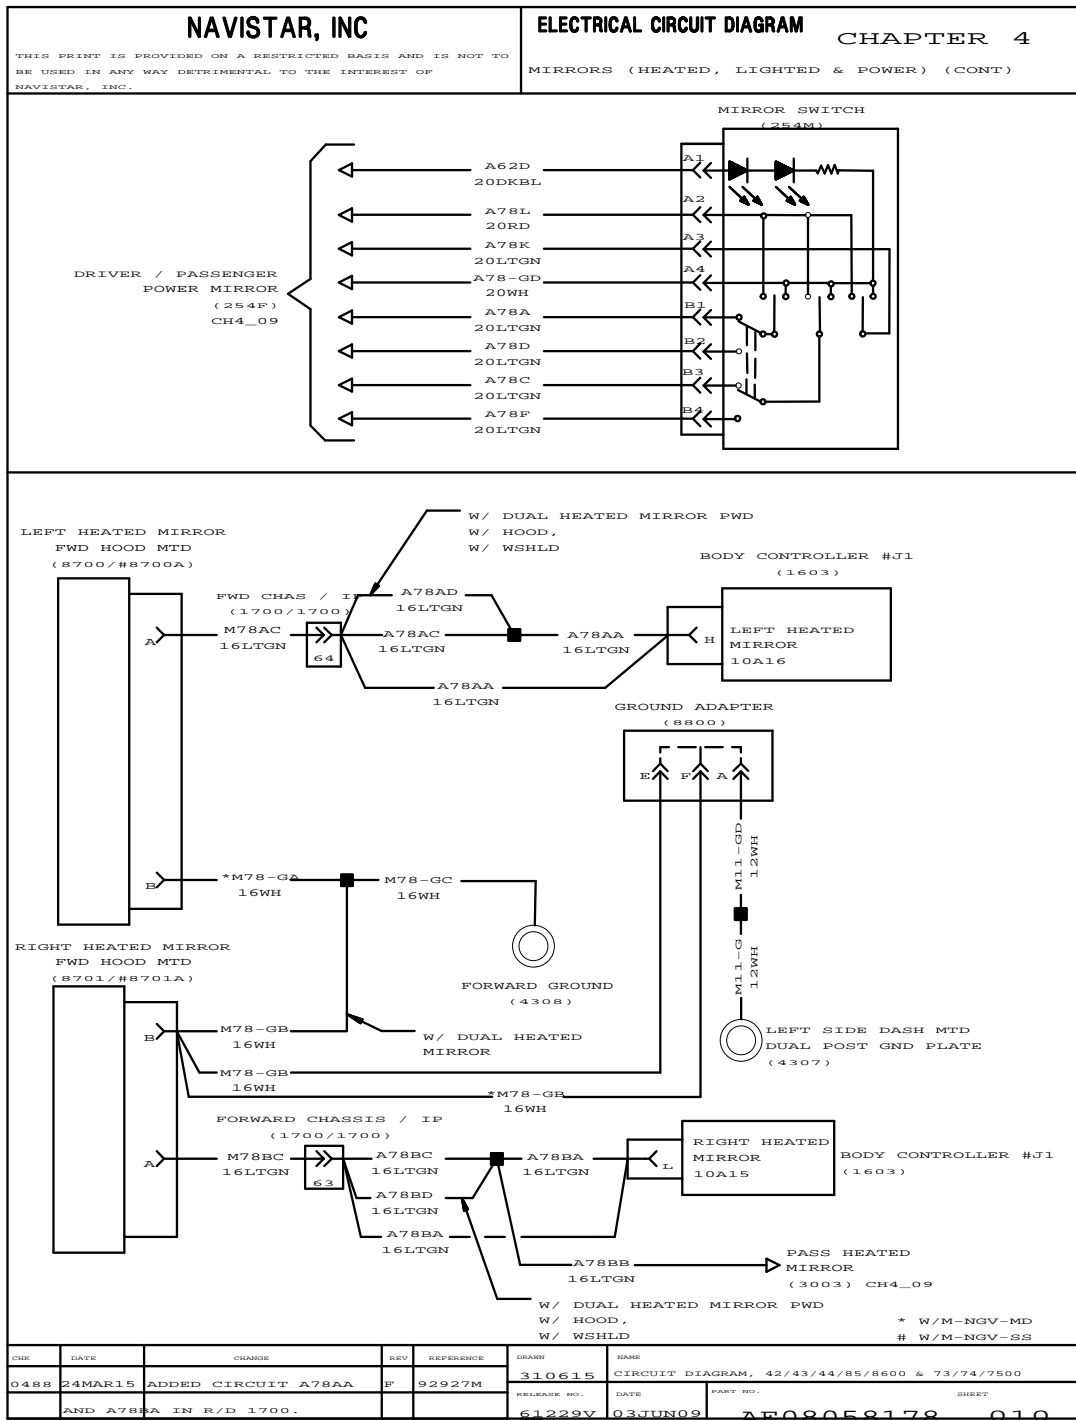 NAVISTAR, INC
THIS PRINT IS PROVIDED ON A RESTRICTED BASIS AND IS NOT TO
BE USED IN ANY WAY DETRIMENTAL TO THE INTEREST OF
NAVISTAR, INC.
ELECTRICAL CIRCUIT DIAGRAM
CHAPTER 4
MIRRORS (HEATED, LIGHTED & POWER) (CONT)
MIRROR SWITCH
(254M)
A62D
20DKBL
A1
A78L
20RD
A2
A78K
20LTGN
A3
A78-GD
20WH
A4
A78A
20LTGN
B1
A78D
20LTGN
B2
A78C
20LTGN
B3
A78F
20LTGN
B4
DRIVER / PASSENGER
POWER MIRROR
(254F)
CH4_09
W/ DUAL HEATED MIRROR PWD
W/ HOOD,
W/ WSHLD
LEFT HEATED MIRROR
FWD HOOD MTD
(8700/#8700A)
FWD CHAS / IP
(1700/1700)
BODY CONTROLLER #J1
(1603)
A
M78AC
16LTGN
64
A78AD
16LTGN
A78AC
16LTGN
A78AA
16LTGN
A78AA
16LTGN
H
LEFT HEATED
MIRROR
10A16
GROUND ADAPTER
(8800)
E
F
A
M11-GD
12WH
M11-G
12WH
B
*M78-GA
16WH
M78-GC
16WH
FORWARD GROUND
(4308)
LEFT SIDE DASH MTD
DUAL POST GND PLATE
(4307)
RIGHT HEATED MIRROR
FWD HOOD MTD
(8701/#8701A)
B
M78-GB
16WH
W/ DUAL HEATED
MIRROR
M78-GB
16WH
*M78-GB
16WH
FORWARD CHASSIS / IP
(1700/1700)
A
M78BC
16LTGN
63
A78BC
16LTGN
A78BA
16LTGN
A78BD
16LTGN
A78BA
16LTGN
L
RIGHT HEATED
MIRROR
10A15
BODY CONTROLLER #J1
(1603)
A78BB
16LTGN
PASS HEATED
MIRROR
(3003) CH4_09
W/ DUAL HEATED MIRROR PWD
W/ HOOD,
W/ WSHLD
* W/M-NGV-MD
# W/M-NGV-SS
CHK DATE CHANGE REV REFERENCE
0488 24MAR15 ADDED CIRCUIT A78AA F 92927M
AND A78BA IN R/D 1700.
DRAWN
310615
NAME
CIRCUIT DIAGRAM, 42/43/44/85/8600 & 73/74/7500
RELEASE NO.
61229V
DATE
03JUN09
PART NO.
AF08058178
SHEET
010